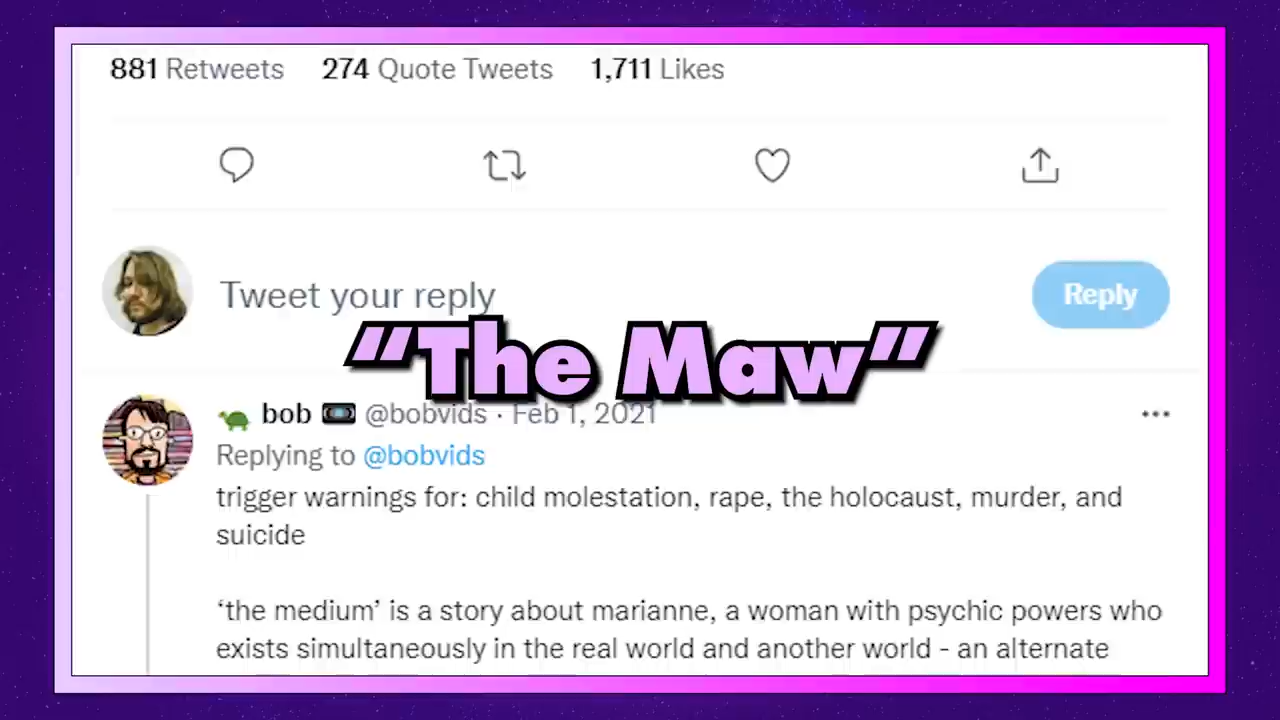 881 Retweets 274 Quote Tweets 1,711 Likes
Tweet your reply
Reply
“The Maw”
bob @bobvids · Feb 1, 2021
Replying to @bobvids
trigger warnings for: child molestation, rape, the holocaust, murder, and
suicide
‘the medium’ is a story about marianne, a woman with psychic powers who
exists simultaneously in the real world and another world - an alternate